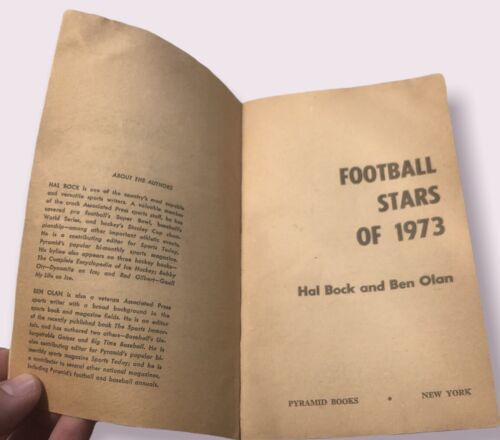 ABOUT THE AUTHORS
HAL BOCK is one of the country's most capable
and versatile sports writers. A valuable member
of the crack Associated Press sports staff, he has
covered pro football's Super Bowl, baseball's
World Series, and hockey's Stanley Cup cham-
pionship—among other important athletic events.
He is a contributing editor for Sports Today,
Pyramid's popular bi-monthly sports magazine.
His byline also appears on three hockey books—
The Complete Encyclopedia of Ice Hockey; Bobby
Orr—Dynamite on Ice; and Rod Gilbert—Goal!
My Life on Ice.
BEN OLAN is also a veteran Associated Press
sports writer with a broad background in the
sports book and magazine fields. He is an editor
of the recently published book The Sports Immor-
tals, and has authored two others—Baseball's Un-
forgettable Games and Big Time Baseball. He is
also contributing editor for Pyramid's popular bi-
monthly sports magazine Sports Today; and is
a contributor to several other national magazines,
including Pyramid's football and baseball annuals.
FOOTBALL
STARS
OF 1973
Hal Bock and Ben Olan
PYRAMID BOOKS • NEW YORK